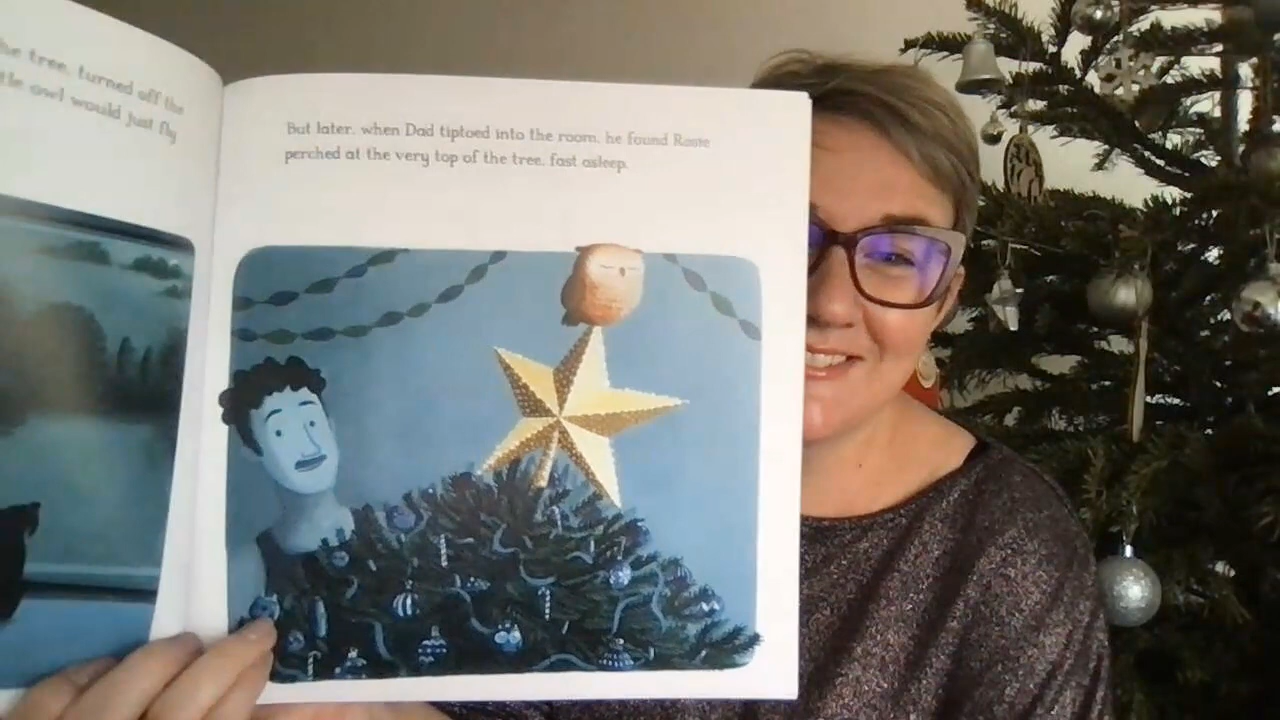 he tree, turned off the
tle owl would just fly
But later, when Dad tiptoed into the room, he found Rosie
perched at the very top of the tree, fast asleep.